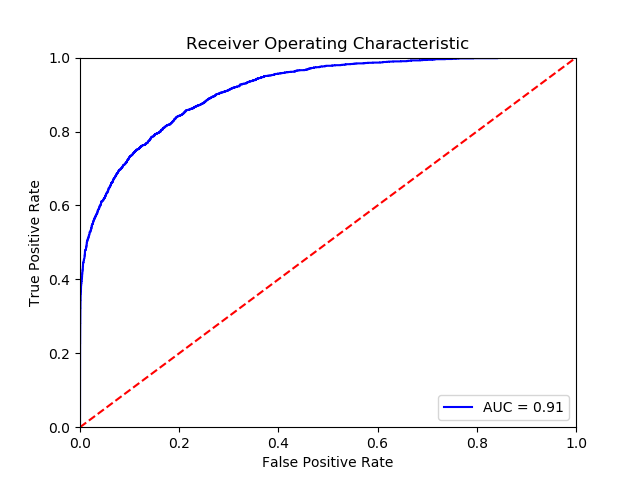 Receiver Operating Characteristic
True Positive Rate
1.0
0.8
0.6
0.4
0.2
0.0
AUC = 0.91
0.0 0.2 0.4 0.6 0.8 1.0
False Positive Rate